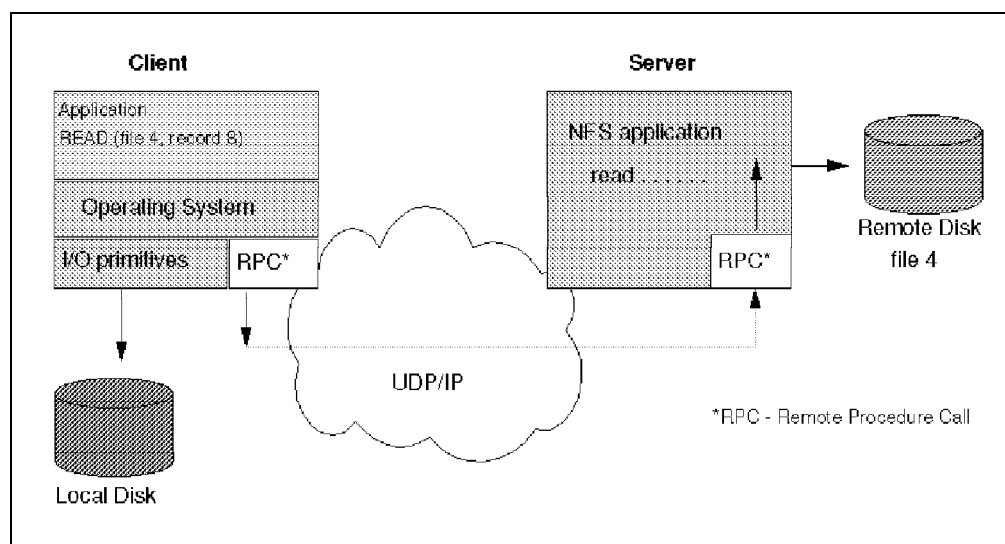 Client
Application
READ (file 4, record 8)
Operating System
I/O primitives
RPC*
Local Disk
UDP/IP
Server
NFS application
read . . . . . . .
RPC*
Remote Disk
file 4
*RPC - Remote Procedure Call